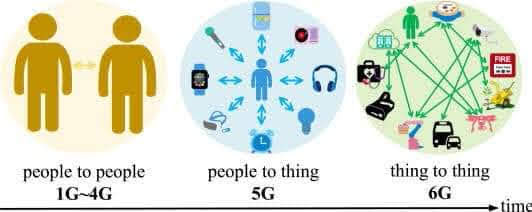 FIRE
people to people
1G~4G
people to thing
5G
thing to thing
6G
time